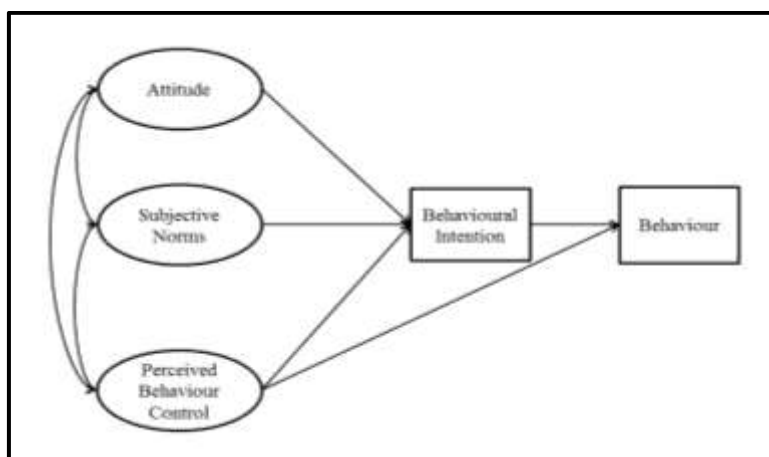 Attitude
Subjective
Norms
Behavioural
Intention
Behaviour
Perceived
Behaviour
Control